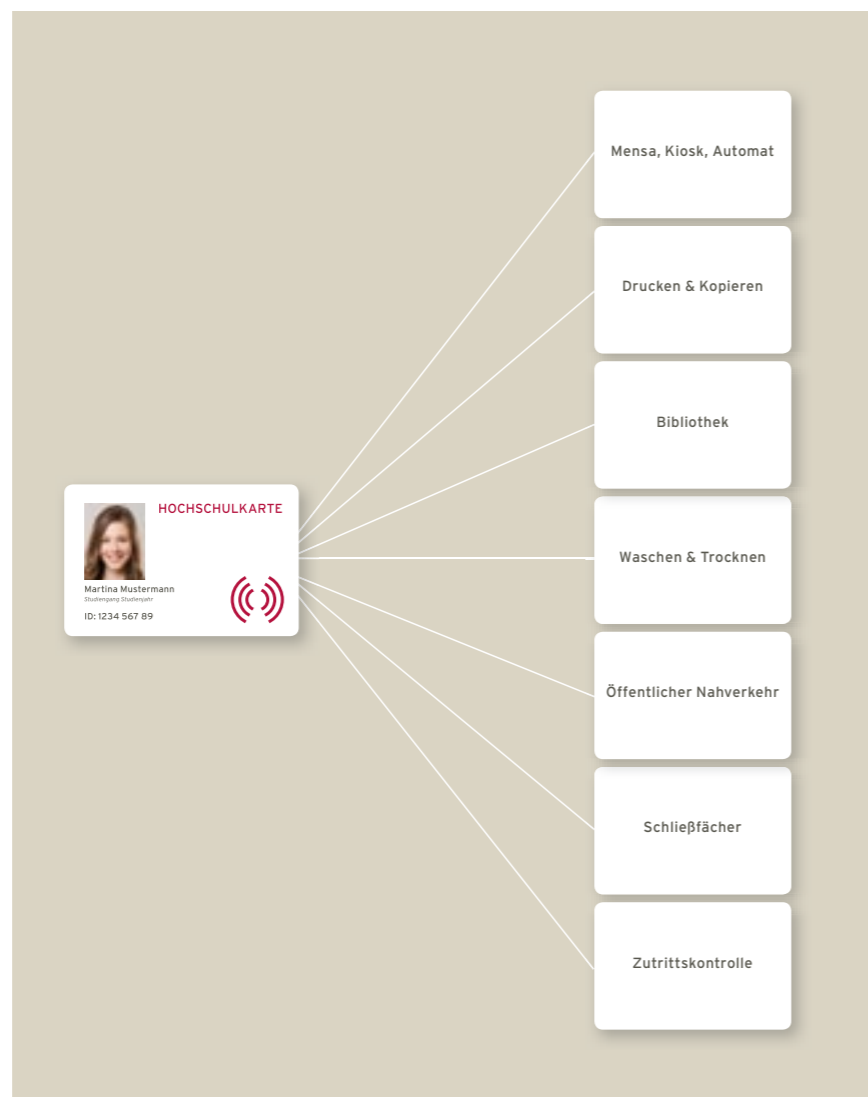 Mensa, Kiosk, Automat
Drucken & Kopieren
Bibliothek
HOCHSCHULKARTE
Waschen & Trocknen
Martina Mustermann
Studiengang Studienjahr
ID: 1234 567 89
Öffentlicher Nahverkehr
Schließfächer
Zutrittskontrolle